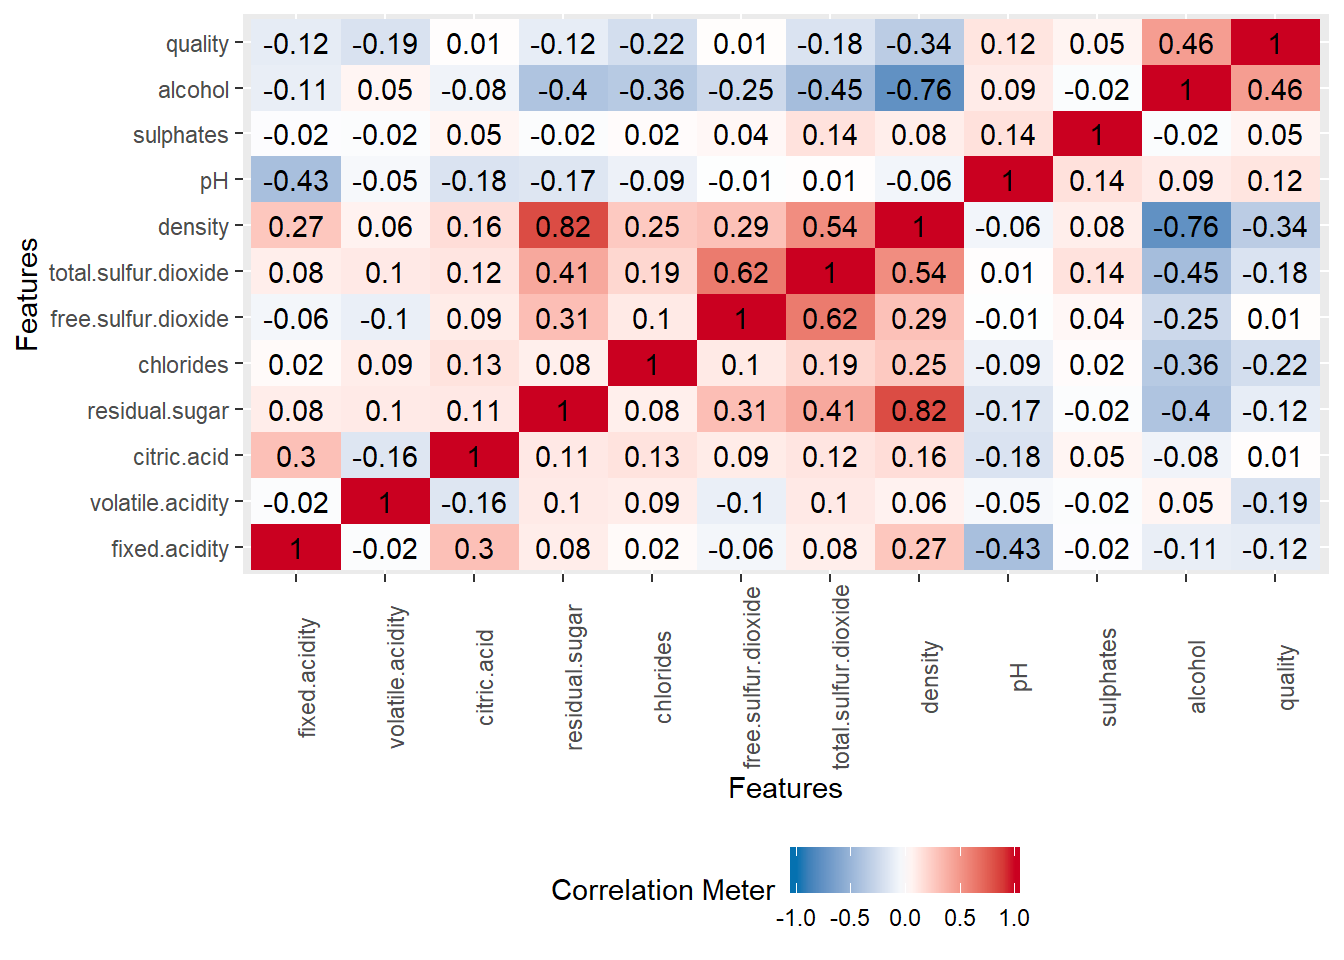 quality -0.12 -0.19 0.01 -0.12 -0.22 0.01 -0.18 -0.34 0.12 0.05 0.46 1
alcohol -0.11 0.05 -0.08 -0.4 -0.36 -0.25 -0.45 -0.76 0.09 -0.02 1 0.46
sulphates -0.02 -0.02 0.05 -0.02 0.02 0.04 0.14 0.08 0.14 1 -0.02 0.05
pH -0.43 -0.05 -0.18 -0.17 -0.09 -0.01 0.01 -0.06 1 0.14 0.09 0.12
density 0.27 0.06 0.16 0.82 0.25 0.29 0.54 1 -0.06 0.08 -0.76 -0.34
total.sulfur.dioxide 0.08 0.1 0.12 0.41 0.19 0.62 1 0.54 0.01 0.14 -0.45 -0.18
free.sulfur.dioxide -0.06 -0.1 0.09 0.31 0.1 1 0.62 0.29 -0.01 0.04 -0.25 0.01
chlorides 0.02 0.09 0.13 0.08 1 0.1 0.19 0.25 -0.09 0.02 -0.36 -0.22
residual.sugar 0.08 0.1 0.11 1 0.08 0.31 0.41 0.82 -0.17 -0.02 -0.4 -0.12
citric.acid 0.3 -0.16 1 0.11 0.13 0.09 0.12 0.16 -0.18 0.05 -0.08 0.01
volatile.acidity -0.02 1 -0.16 0.1 0.09 -0.1 0.1 0.06 -0.05 -0.02 0.05 -0.19
fixed.acidity 1 -0.02 0.3 0.08 0.02 -0.06 0.08 0.27 -0.43 -0.02 -0.11 -0.12
Features
fixed.acidity
volatile.acidity
citric.acid
residual.sugar
chlorides
free.sulfur.dioxide
total.sulfur.dioxide
density
pH
sulphates
alcohol
quality
Features
Correlation Meter
-1.0 -0.5 0.0 0.5 1.0